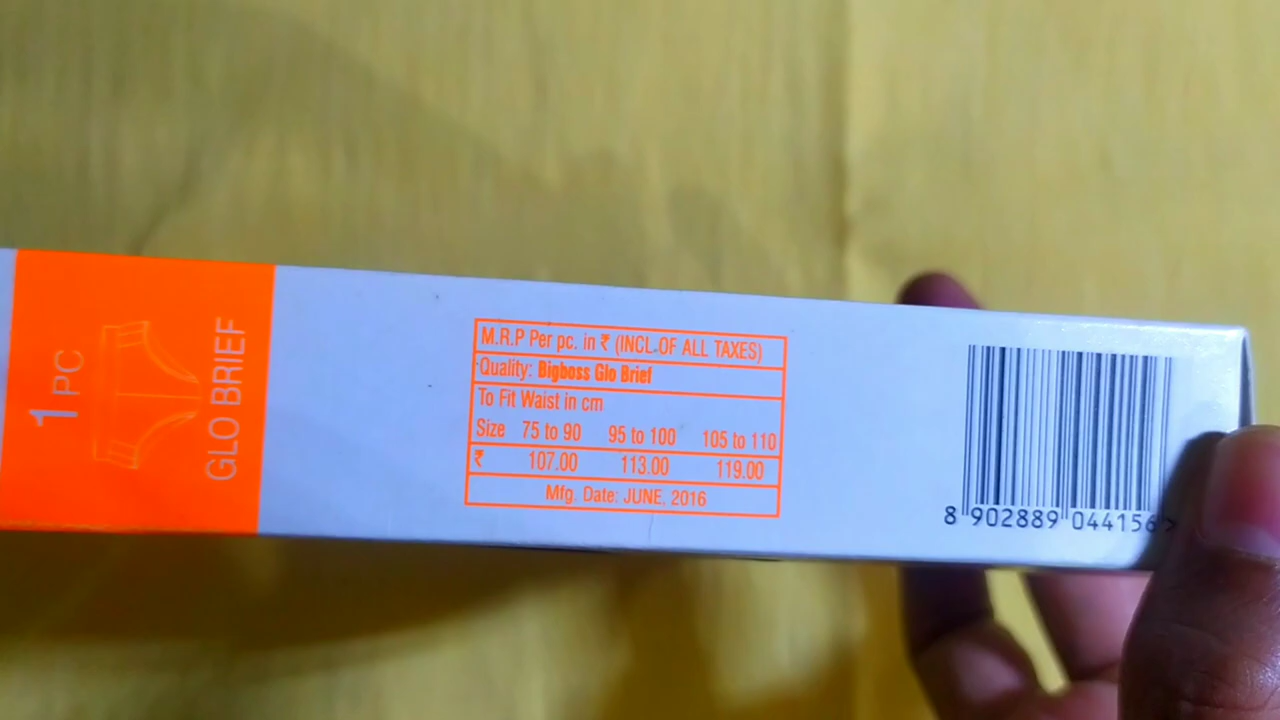 1 PC
GLO BRIEF
M.R.P Per pc. in ₹ (INCL.OF ALL TAXES)
Quality: Bigboss Glo Brief
To Fit Waist in cm
Size 75 to 90 95 to 100 105 to 110
₹ 107.00 113.00 119.00
Mfg. Date: JUNE. 2016
8 902889 044156 >